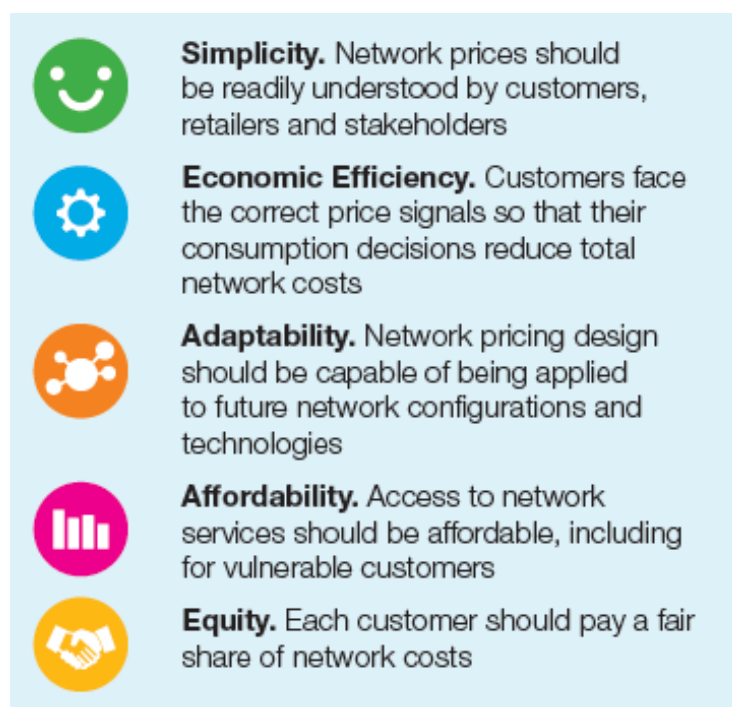 Simplicity. Network prices should
be readily understood by customers,
retailers and stakeholders
Economic Efficiency. Customers face
the correct price signals so that their
consumption decisions reduce total
network costs
Adaptability. Network pricing design
should be capable of being applied
to future network configurations and
technologies
Affordability. Access to network
services should be affordable, including
for vulnerable customers
Equity. Each customer should pay a fair
share of network costs